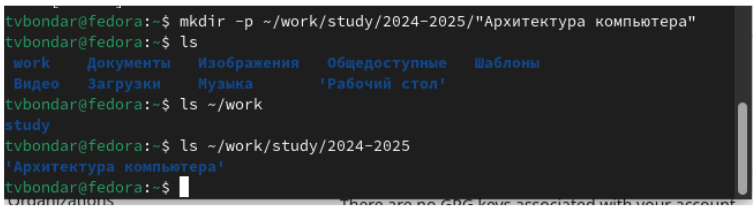 tvbondar@fedora:~$ mkdir -p ~/work/study/2024-2025/"Архитектура компьютера"
tvbondar@fedora:~$ ls
work Документы Изображения Общедоступные Шаблоны
Видео Загрузки Музыка 'Рабочий стол'
tvbondar@fedora:~$ ls ~/work
study
tvbondar@fedora:~$ ls ~/work/study/2024-2025
'Архитектура компьютера'
tvbondar@fedora:~$
Organizations There are no GPG keys associated with your account